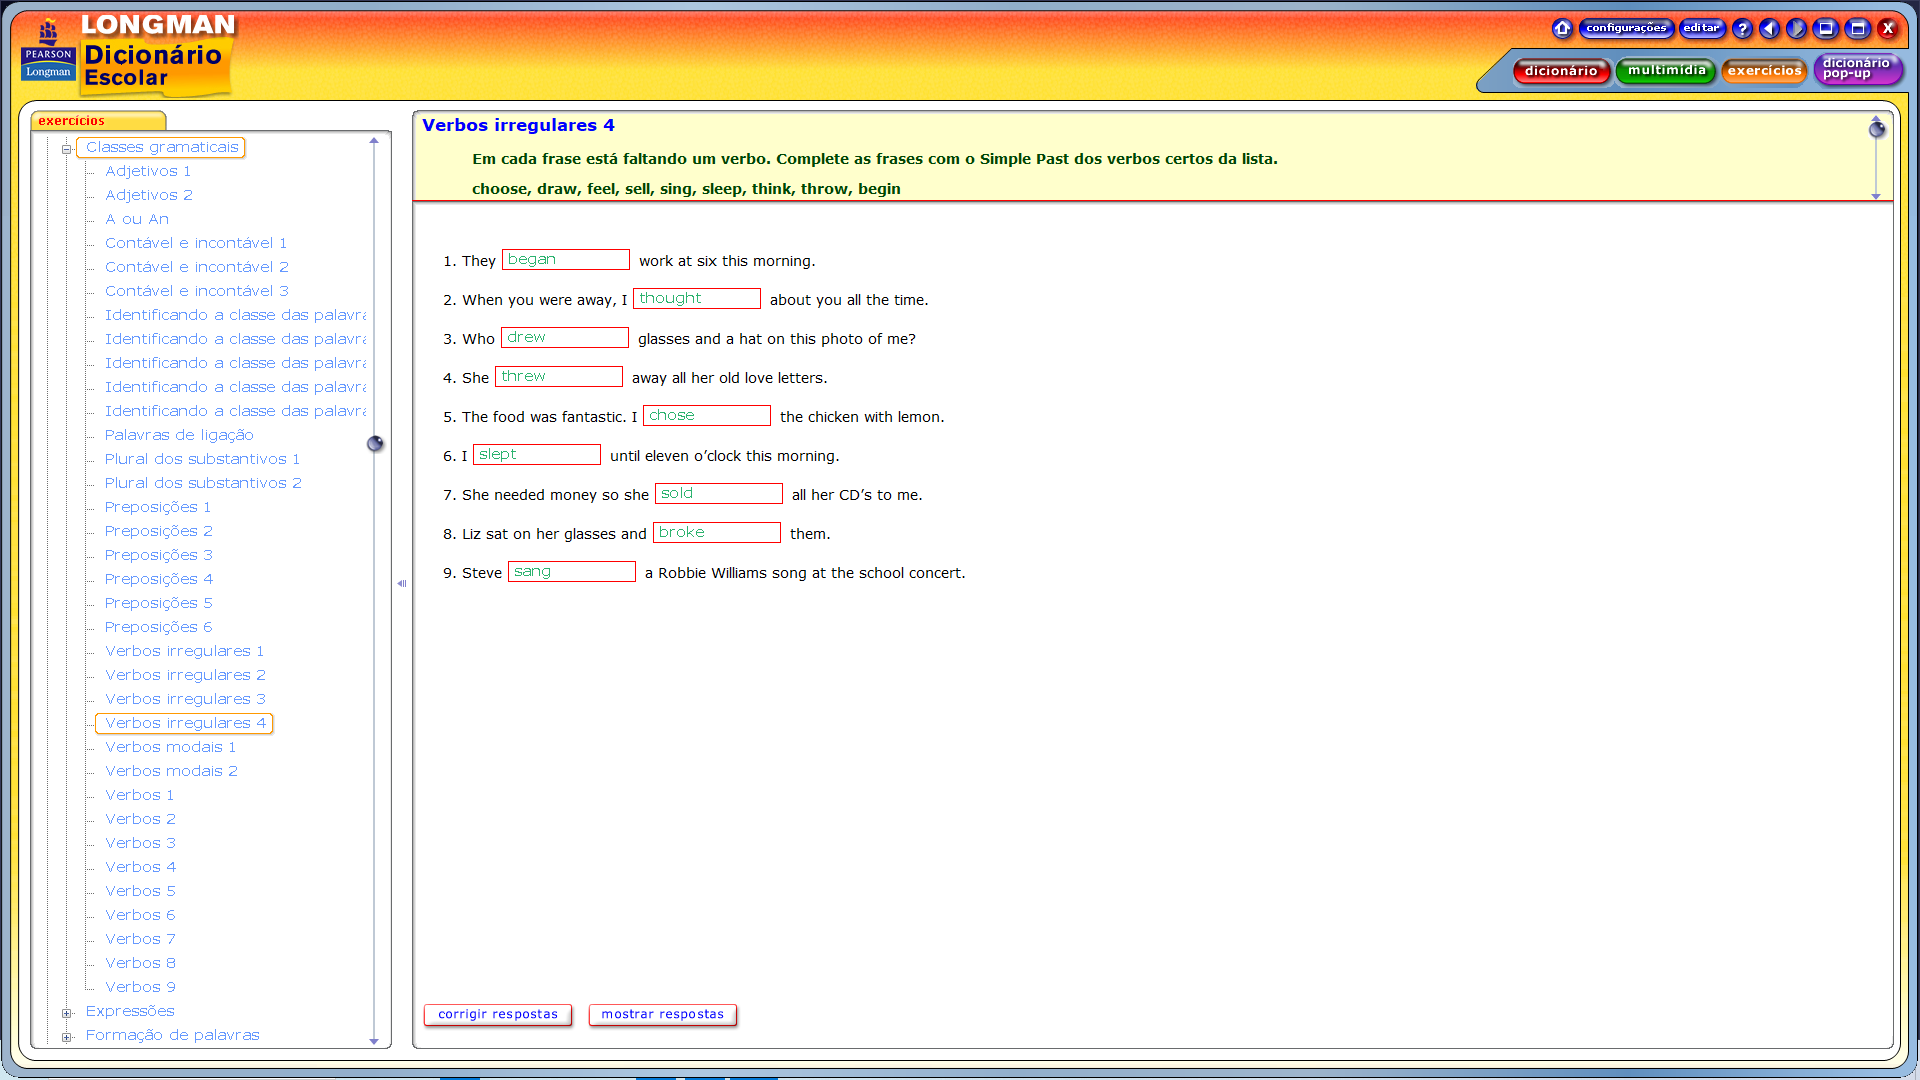 LONGMAN
Dicionário
Escolar
PEARSON
Longman
configurações
editar
?
X
dicionário
multimídia
exercícios
dicionário
pop-up
exercícios
Classes gramaticais
Adjetivos 1
Adjetivos 2
A ou An
Contável e incontável 1
Contável e incontável 2
Contável e incontável 3
Identificando a classe das palavra
Identificando a classe das palavra
Identificando a classe das palavra
Identificando a classe das palavra
Identificando a classe das palavra
Palavras de ligação
Plural dos substantivos 1
Plural dos substantivos 2
Preposições 1
Preposições 2
Preposições 3
Preposições 4
Preposições 5
Preposições 6
Verbos irregulares 1
Verbos irregulares 2
Verbos irregulares 3
Verbos irregulares 4
Verbos modais 1
Verbos modais 2
Verbos 1
Verbos 2
Verbos 3
Verbos 4
Verbos 5
Verbos 6
Verbos 7
Verbos 8
Verbos 9
Expressões
Formação de palavras
Verbos irregulares 4
Em cada frase está faltando um verbo. Complete as frases com o Simple Past dos verbos certos da lista.
choose, draw, feel, sell, sing, sleep, think, throw, begin
1. They began work at six this morning.
2. When you were away, I thought about you all the time.
3. Who drew glasses and a hat on this photo of me?
4. She threw away all her old love letters.
5. The food was fantastic. I chose the chicken with lemon.
6. I slept until eleven o’clock this morning.
7. She needed money so she sold all her CD’s to me.
8. Liz sat on her glasses and broke them.
9. Steve sang a Robbie Williams song at the school concert.
corrigir respostas
mostrar respostas